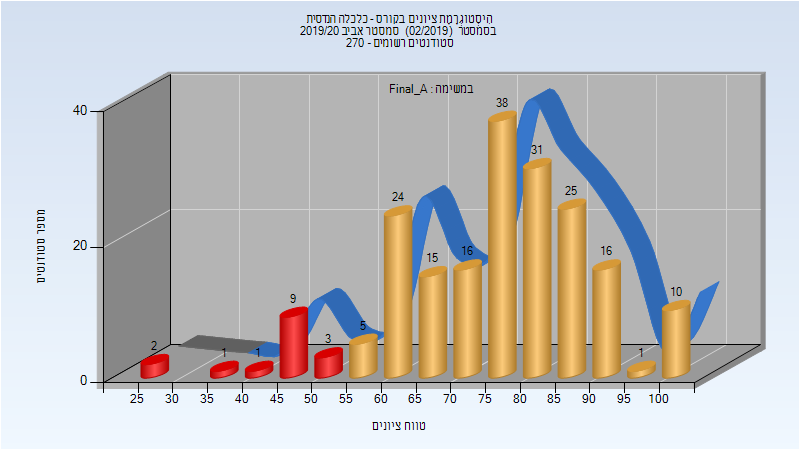 היסטוגרמת ציונים בקורס - כלכלה הנדסית
בסמסטר (02/2019) סמסטר אביב 2019/20
סטודנטים רשומים - 270
במשימה : Final_A
מספר סטודנטים
40
20
0
2
1
1
9
3
5
24
15
16
38
31
25
16
1
10
25 30 35 40 45 50 55 60 65 70 75 80 85 90 95 100
טווח ציונים